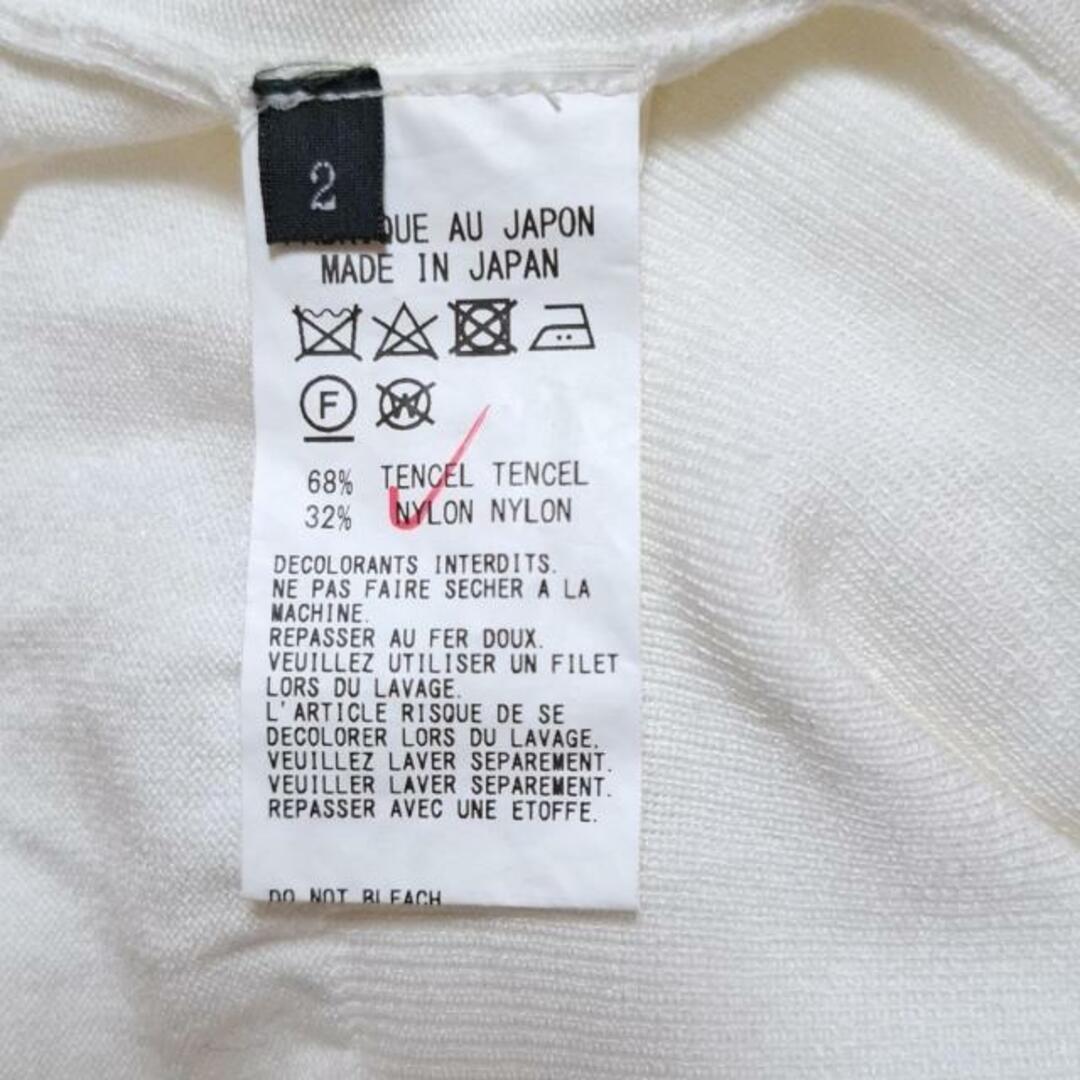 2
AU JAPON
MADE IN JAPAN
F
W
68% TENCEL TENCEL
32% NYLON NYLON
DECOLORANTS INTERDITS.
NE PAS FAIRE SECHER A LA
MACHINE.
REPASSER AU FER DOUX.
VEUILLEZ UTILISER UN FILET
LORS DU LAVAGE.
L'ARTICLE RISQUE DE SE
DECOLORER LORS DU LAVAGE.
VEUILLEZ LAVER SEPAREMENT.
VEUILLER LAVER SEPAREMENT.
REPASSER AVEC UNE ETOFFE.
DO NOT BLEACH